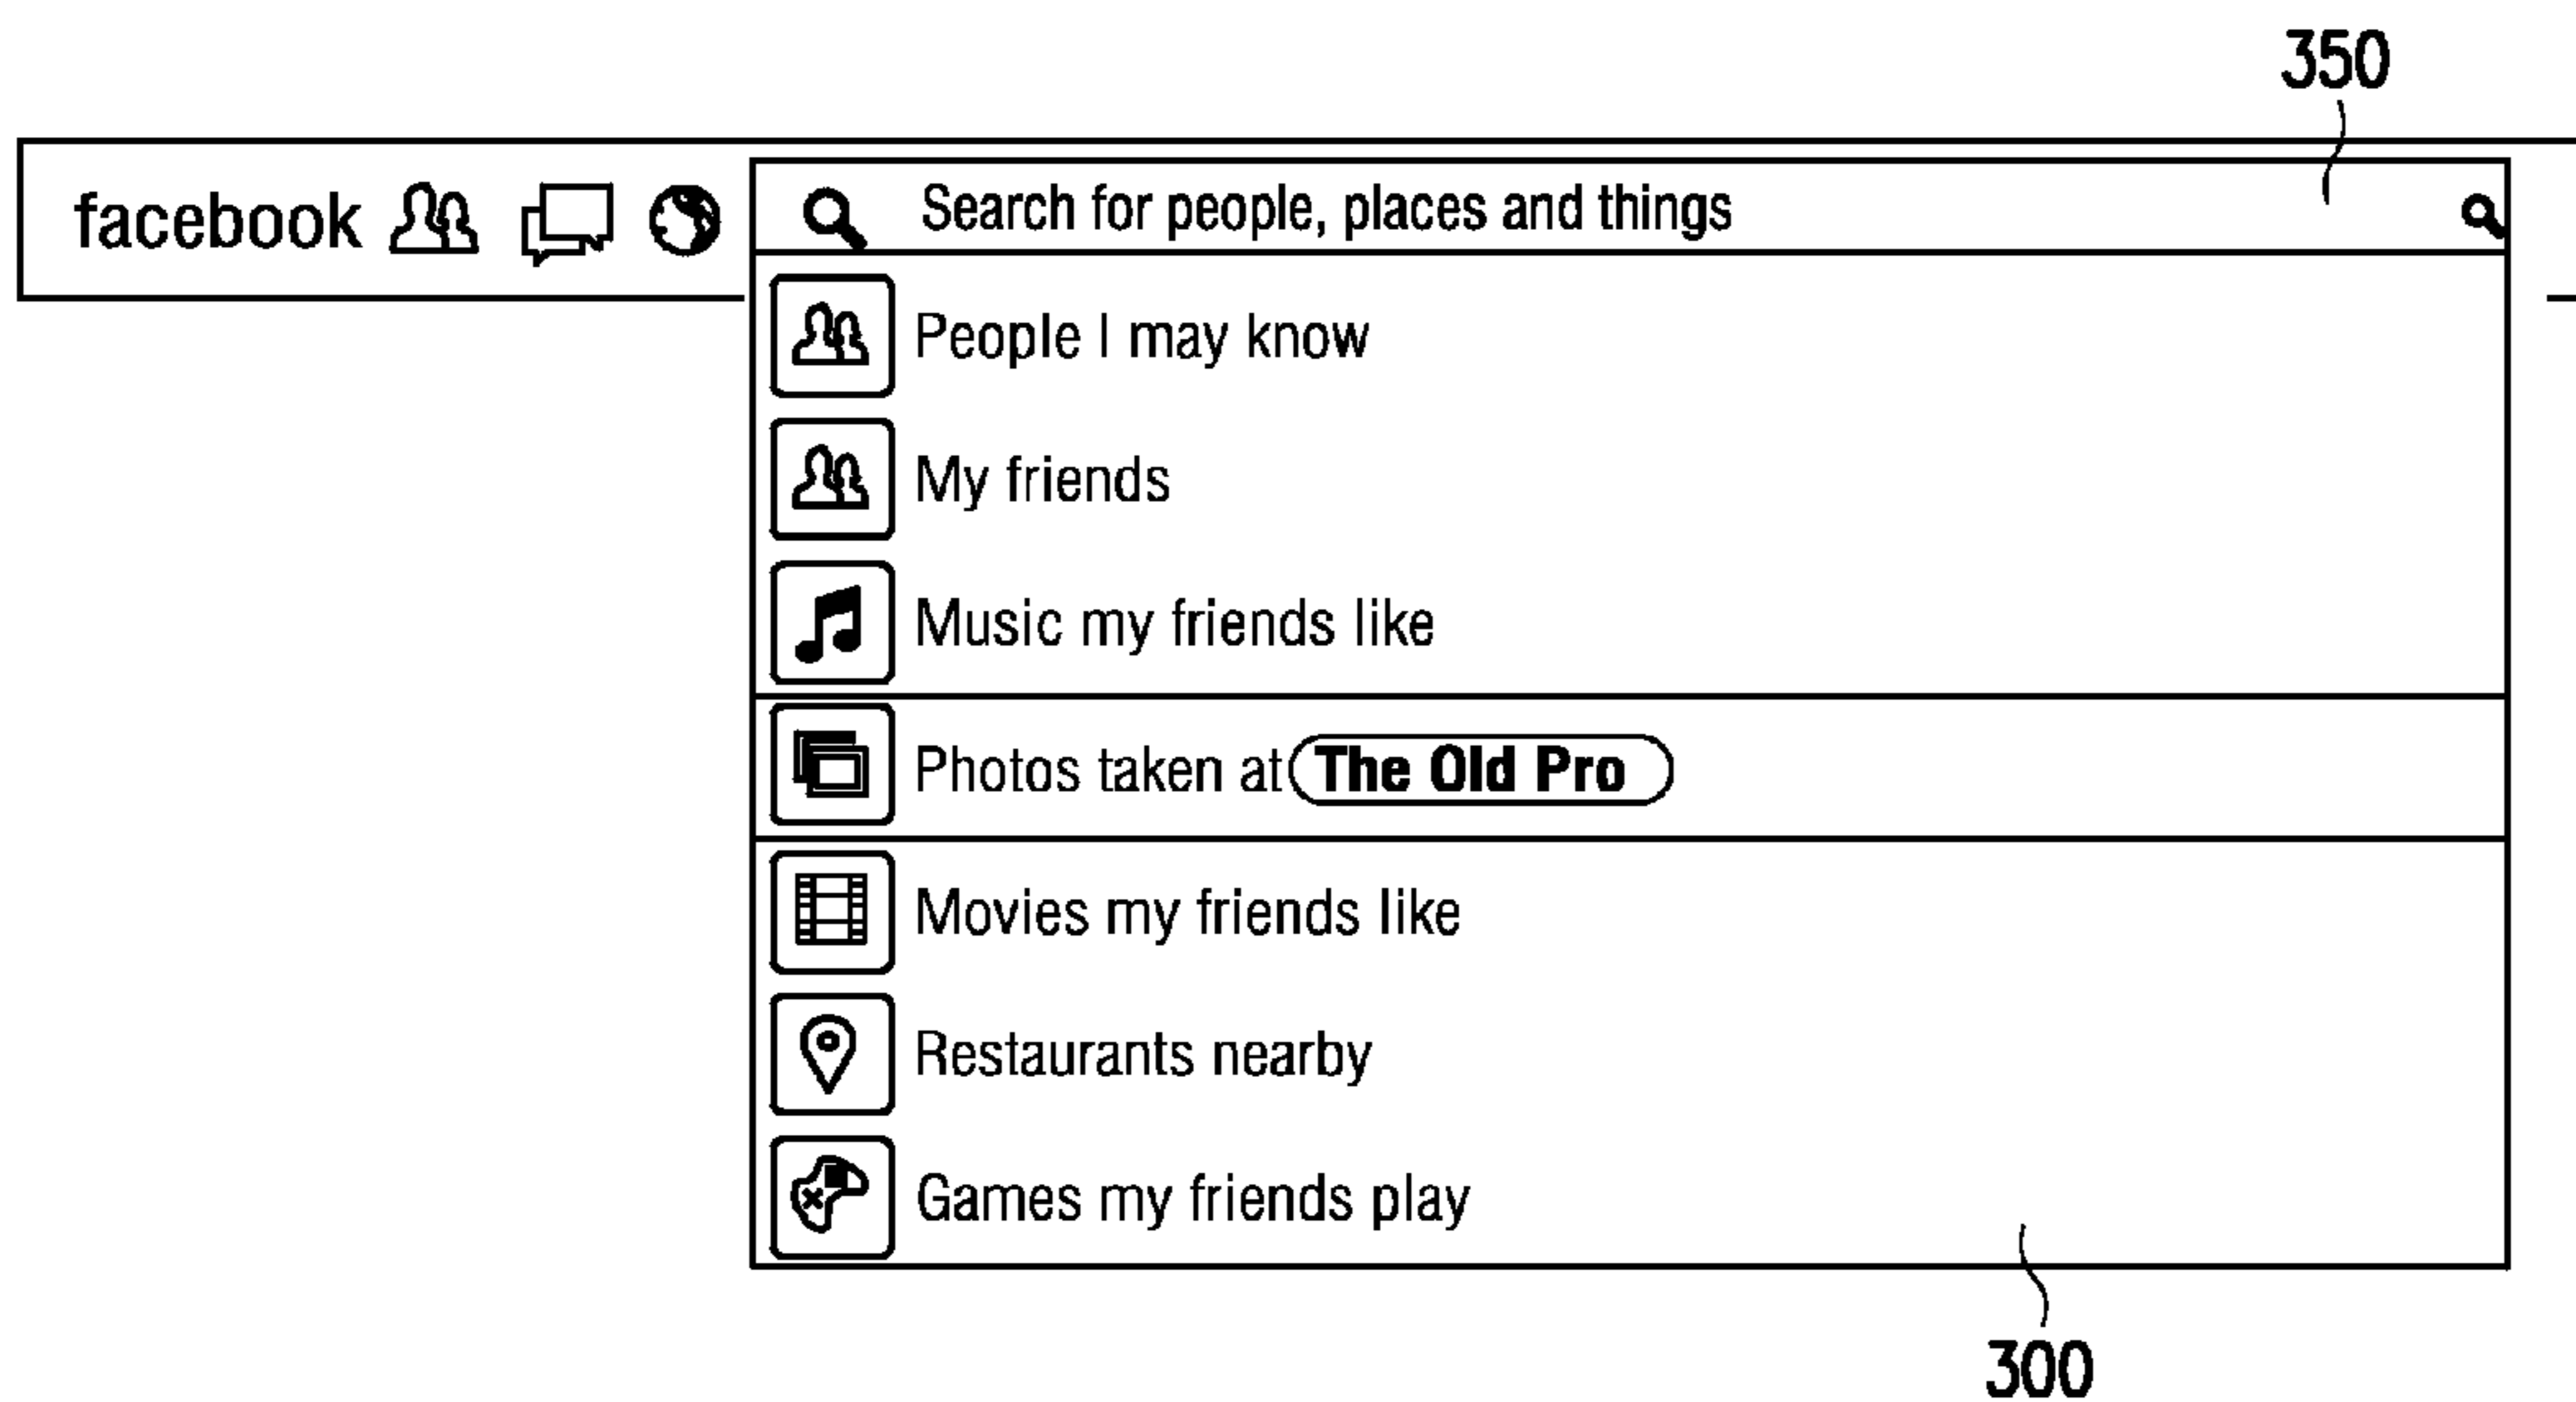 350
facebook
Search for people, places and things
People I may know
My friends
Music my friends like
Photos taken at The Old Pro
Movies my friends like
Restaurants nearby
Games my friends play
300